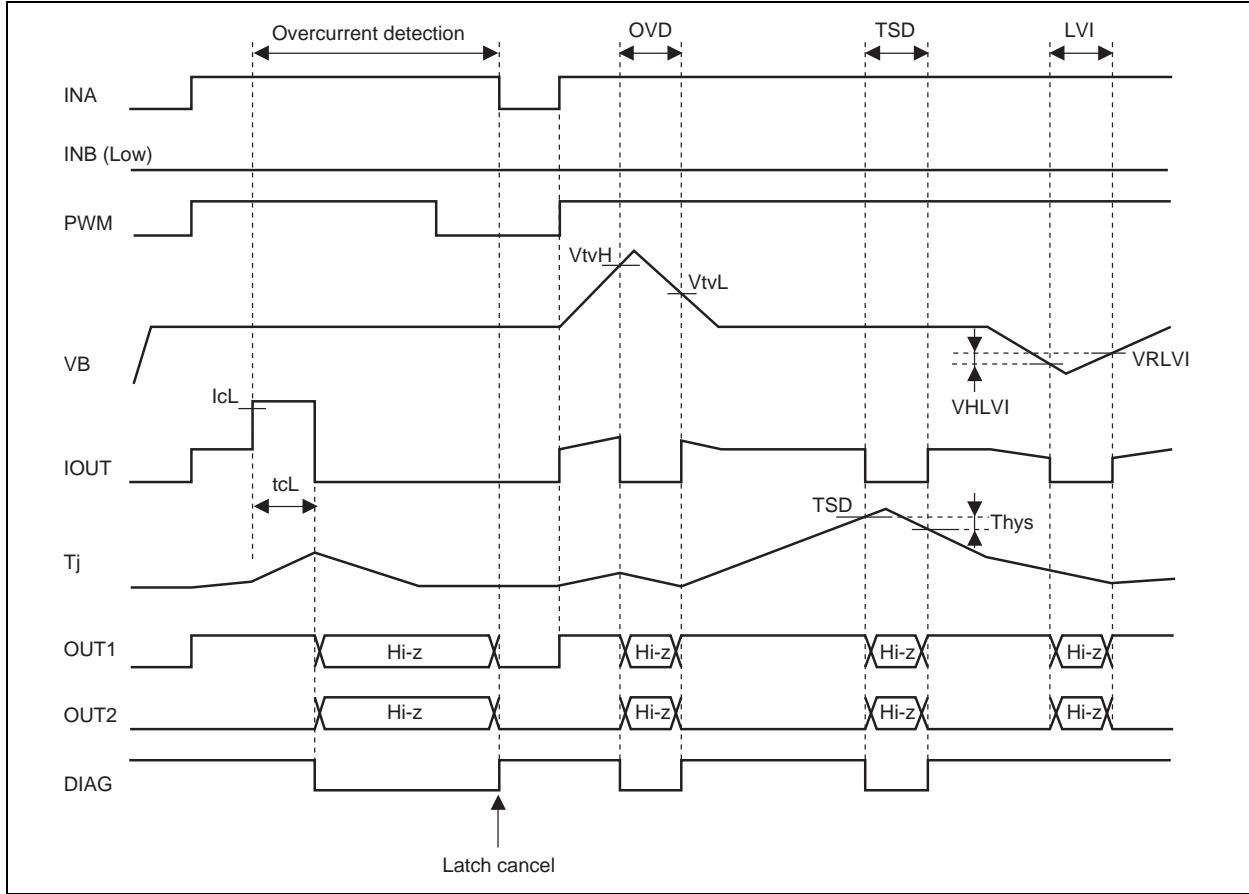 Overcurrent detection
OVD
TSD
LVI
INA
INB (Low)
PWM
VtvH
VtvL
VB
VRLVI
VHLVI
IcL
IOUT
tcL
TSD
Thys
Tj
OUT1
Hi-z
Hi-z
Hi-z
Hi-z
OUT2
Hi-z
Hi-z
Hi-z
Hi-z
DIAG
Latch cancel